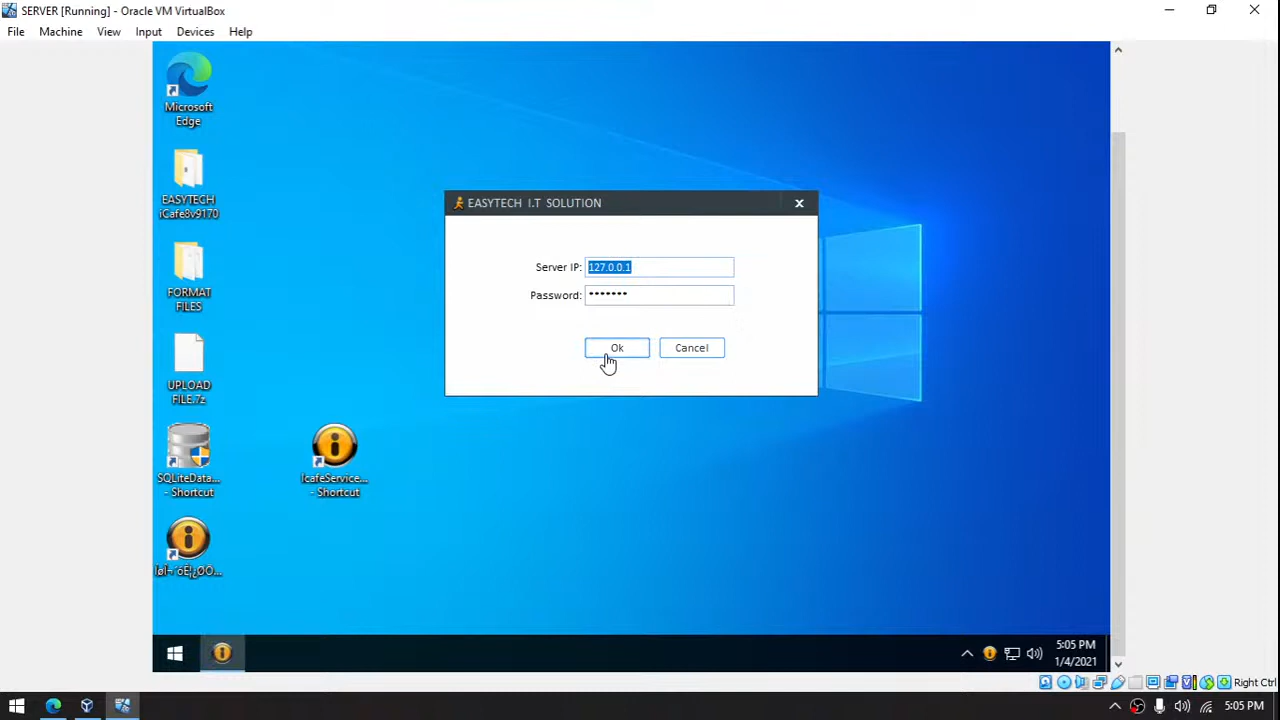 SERVER [Running] - Oracle VM VirtualBox
File Machine View Input Devices Help
Microsoft
Edge
EASYTECH
iCafe8v9170
FORMAT
FILES
UPLOAD
FILE.7z
SQLiteData...
- Shortcut
IcafeService...
- Shortcut
EASYTECH I.T SOLUTION
Server IP: 127.0.0.1
Password: •••••••
Ok Cancel
5:05 PM
1/4/2021
Right Ctrl
5:05 PM